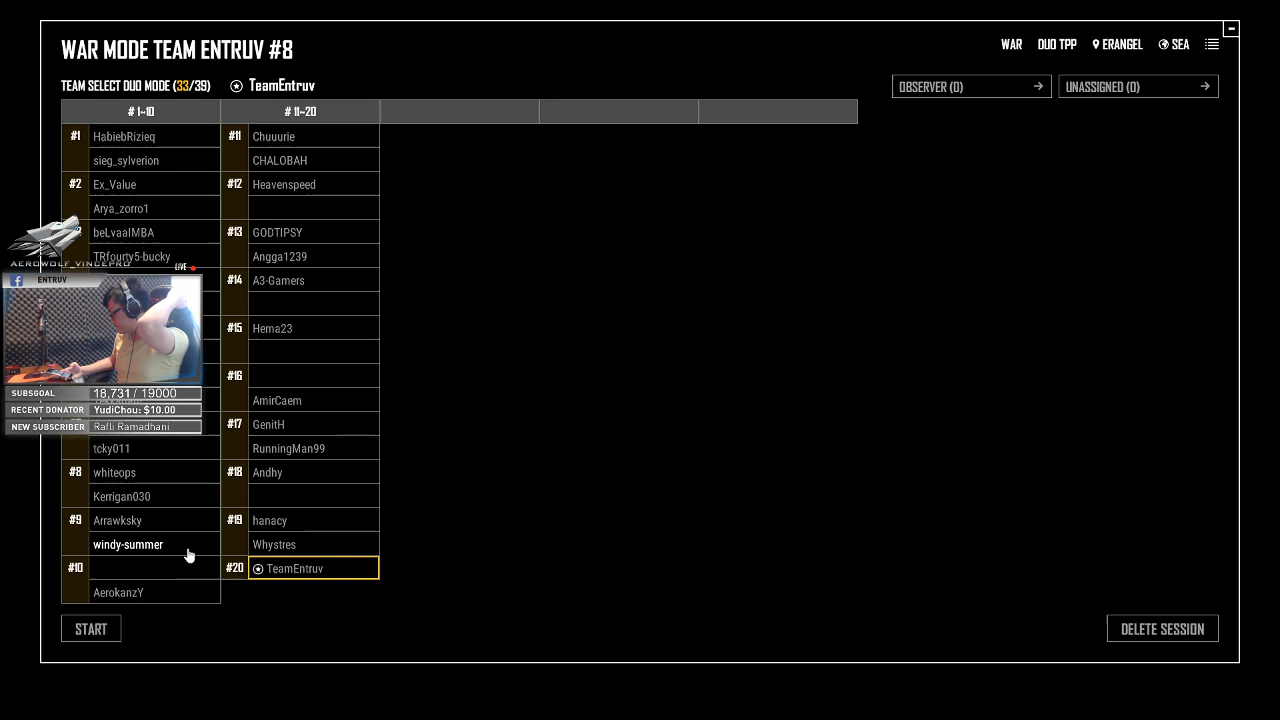 WAR MODE TEAM ENTRUV #8
WAR DUO TPP ERANGEL SEA
TEAM SELECT DUO MODE (33/39) TeamEntruv
OBSERVER (0) UNASSIGNED (0)
# 1~10 # 11~20
#1 HabiebRizieq #11 Chuuurie
sieg_sylverion CHALOBAH
#2 Ex_Value #12 Heavenspeed
Arya_zorro1
beLvaaIMBA #13 GODTIPSY
TRfourty5-bucky Angga1239
AEROWOLF_VINCEPRO LIVE
ENTRUV #14 A3-Gamers
#15 Hema23
#16
SUBSGOAL 18,731 / 19000
AmirCaem
RECENT DONATOR YudiChou: $10.00
NEW SUBSCRIBER Rafli Ramadhani #17 GenitH
tcky011 RunningMan99
#8 whiteops #18 Andhy
Kerrigan030
#9 Arrawksky #19 hanacy
windy-summer Whystres
#10 #20 TeamEntruv
AerokanzY
START DELETE SESSION